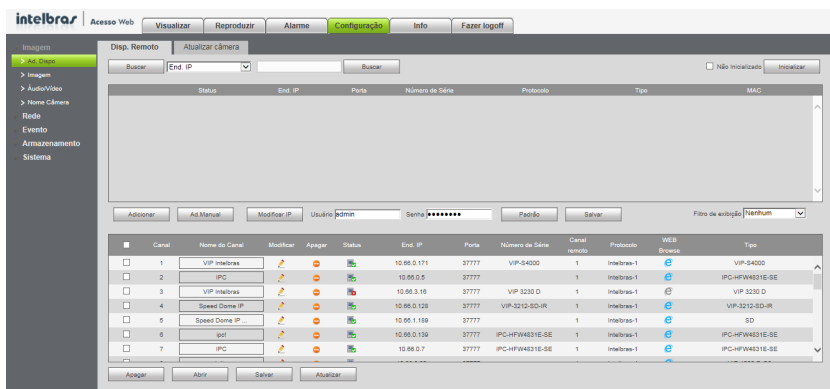 intelbras Acesso Web Visualizar Reproduzir Alarme Configuração Info Fazer logoff
Imagem
Ad. Dispo
Imagem
Áudio/Vídeo
Nome Câmera
Rede
Evento
Armazenamento
Sistema
Disp. Remoto Atualizar câmera
Buscar End. IP Buscar Não inicializado Inicializar
Status End. IP Porta Número de Série Protocolo Tipo MAC
Adicionar Ad.Manual Modificar IP Usuário admin Senha •••••••• Padrão Salvar Filtro de exibição Nenhum
Canal Nome do Canal Modificar Apagar Status End. IP Porta Número de Série Canal remoto Protocolo WEB Browse Tipo
1 VIP Intelbras 10.66.0.171 37777 VIP-S4000 1 Intelbras-1 VIP-S4000
2 IPC 10.66.0.5 37777 1 Intelbras-1 IPC-HFW4831E-SE
3 VIP Intelbras 10.66.3.16 37777 VIP 3230 D 1 Intelbras-1 VIP 3230 D
4 Speed Dome IP 10.66.0.128 37777 VIP-3212-SD-IR 1 Intelbras-1 VIP-3212-SD-IR
5 Speed Dome IP ... 10.66.1.189 37777 1 Intelbras-1 SD
6 10.66.0.139 37777 IPC-HFW4831E-SE 1 Intelbras-1 IPC-HFW4831E-SE
7 IPC 10.66.0.7 37777 IPC-HFW4831E-SE 1 Intelbras-1 IPC-HFW4831E-SE
Apagar Abrir Salvar Atualizar